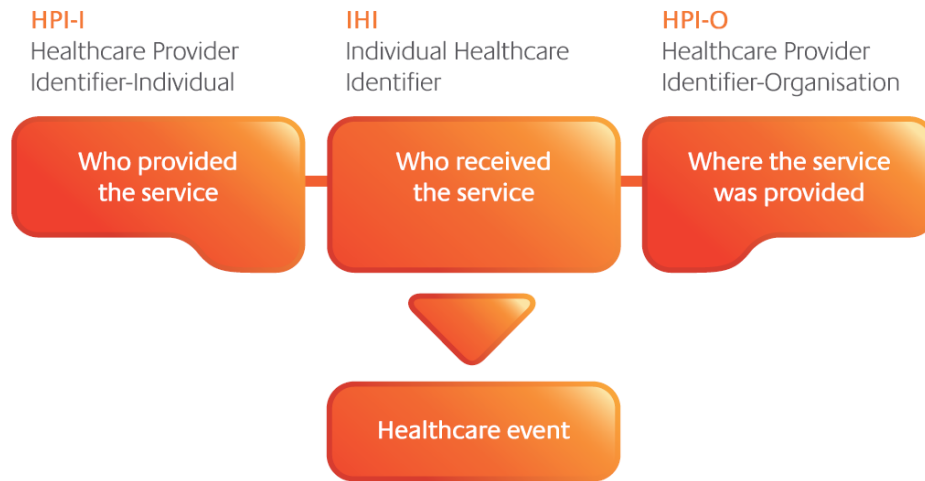 HPI-I
Healthcare Provider
Identifier-Individual
IHI
Individual Healthcare
Identifier
HPI-O
Healthcare Provider
Identifier-Organisation
Who provided
the service
Who received
the service
Where the service
was provided
Healthcare event